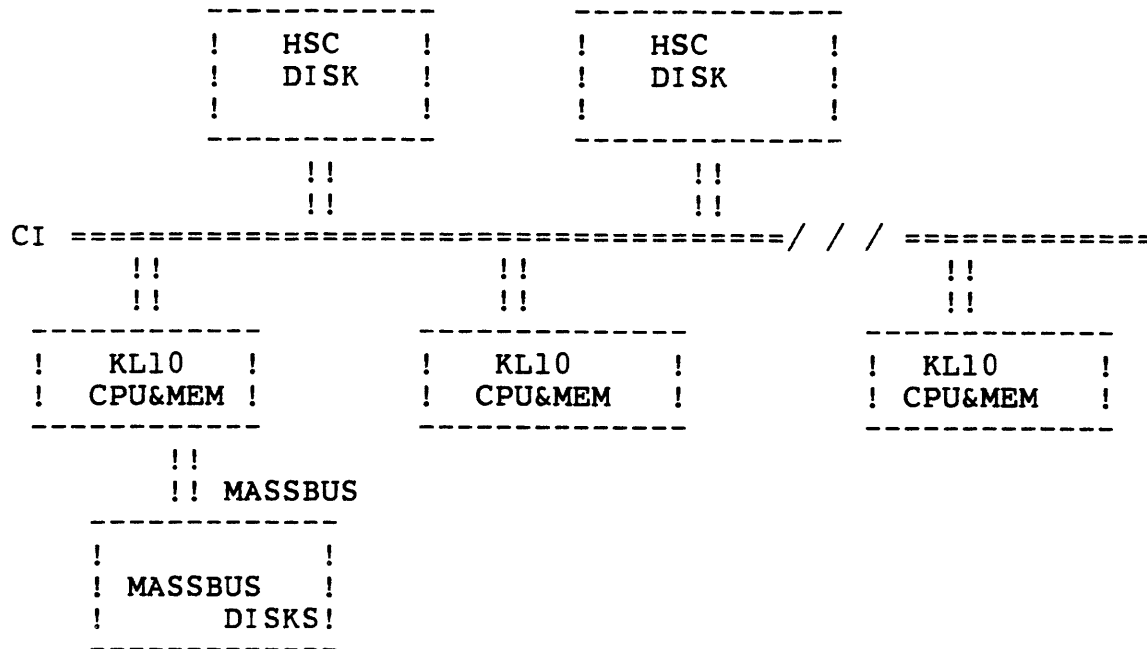 HSC HSC
DISK DISK
CI
KL10 KL10 KL10
CPU&MEM CPU&MEM CPU&MEM
MASSBUS
MASSBUS
DISKS